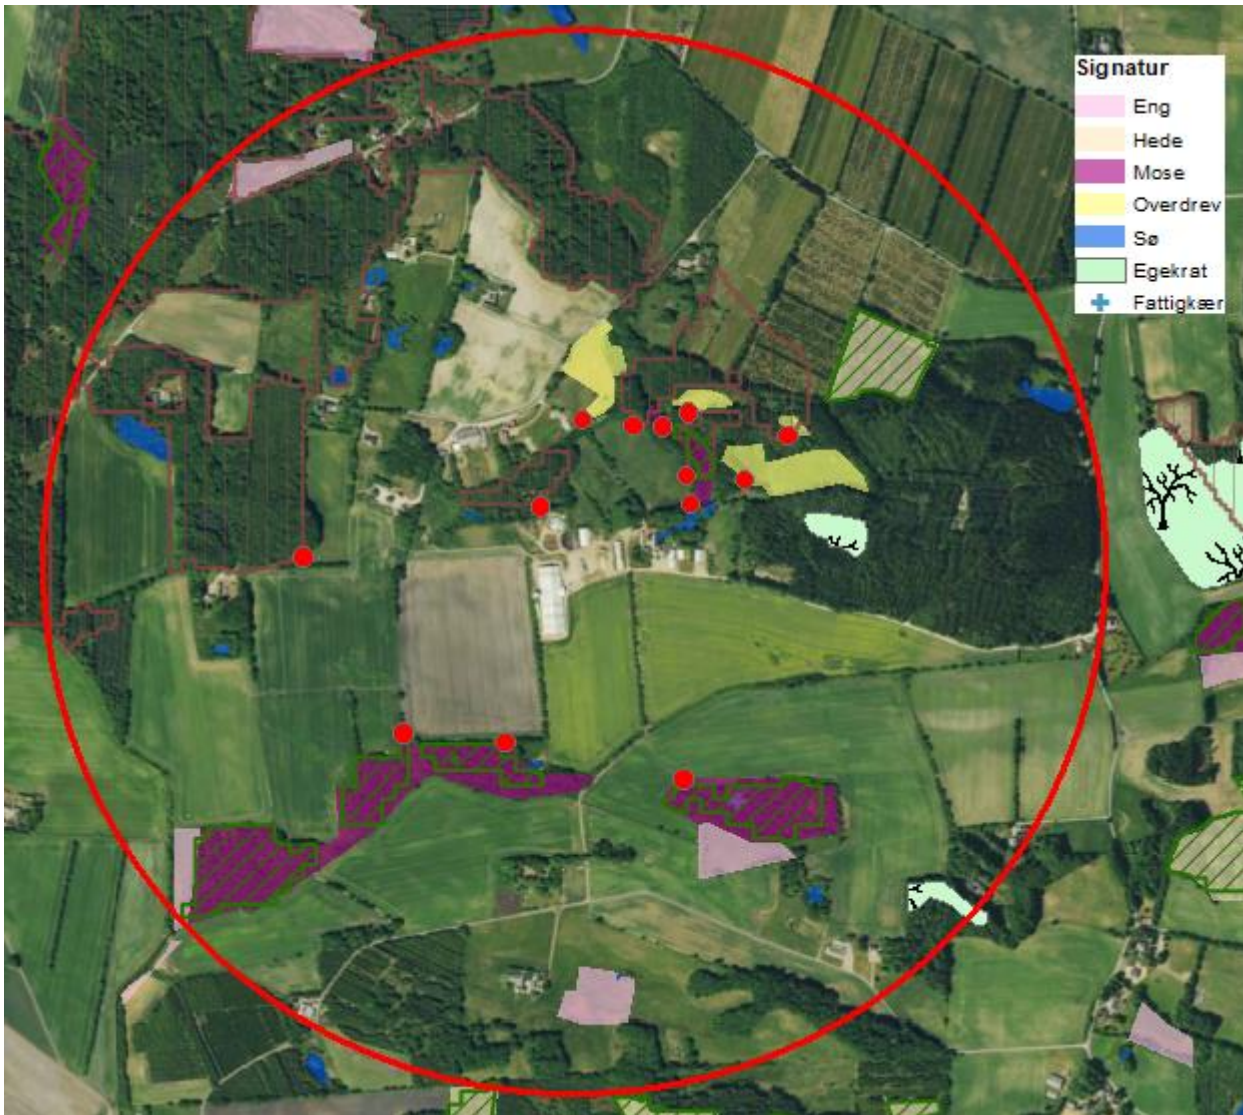 Signatur
Eng
Hede
Mose
Overdrev
Sø
Egekrat
Fattigkær